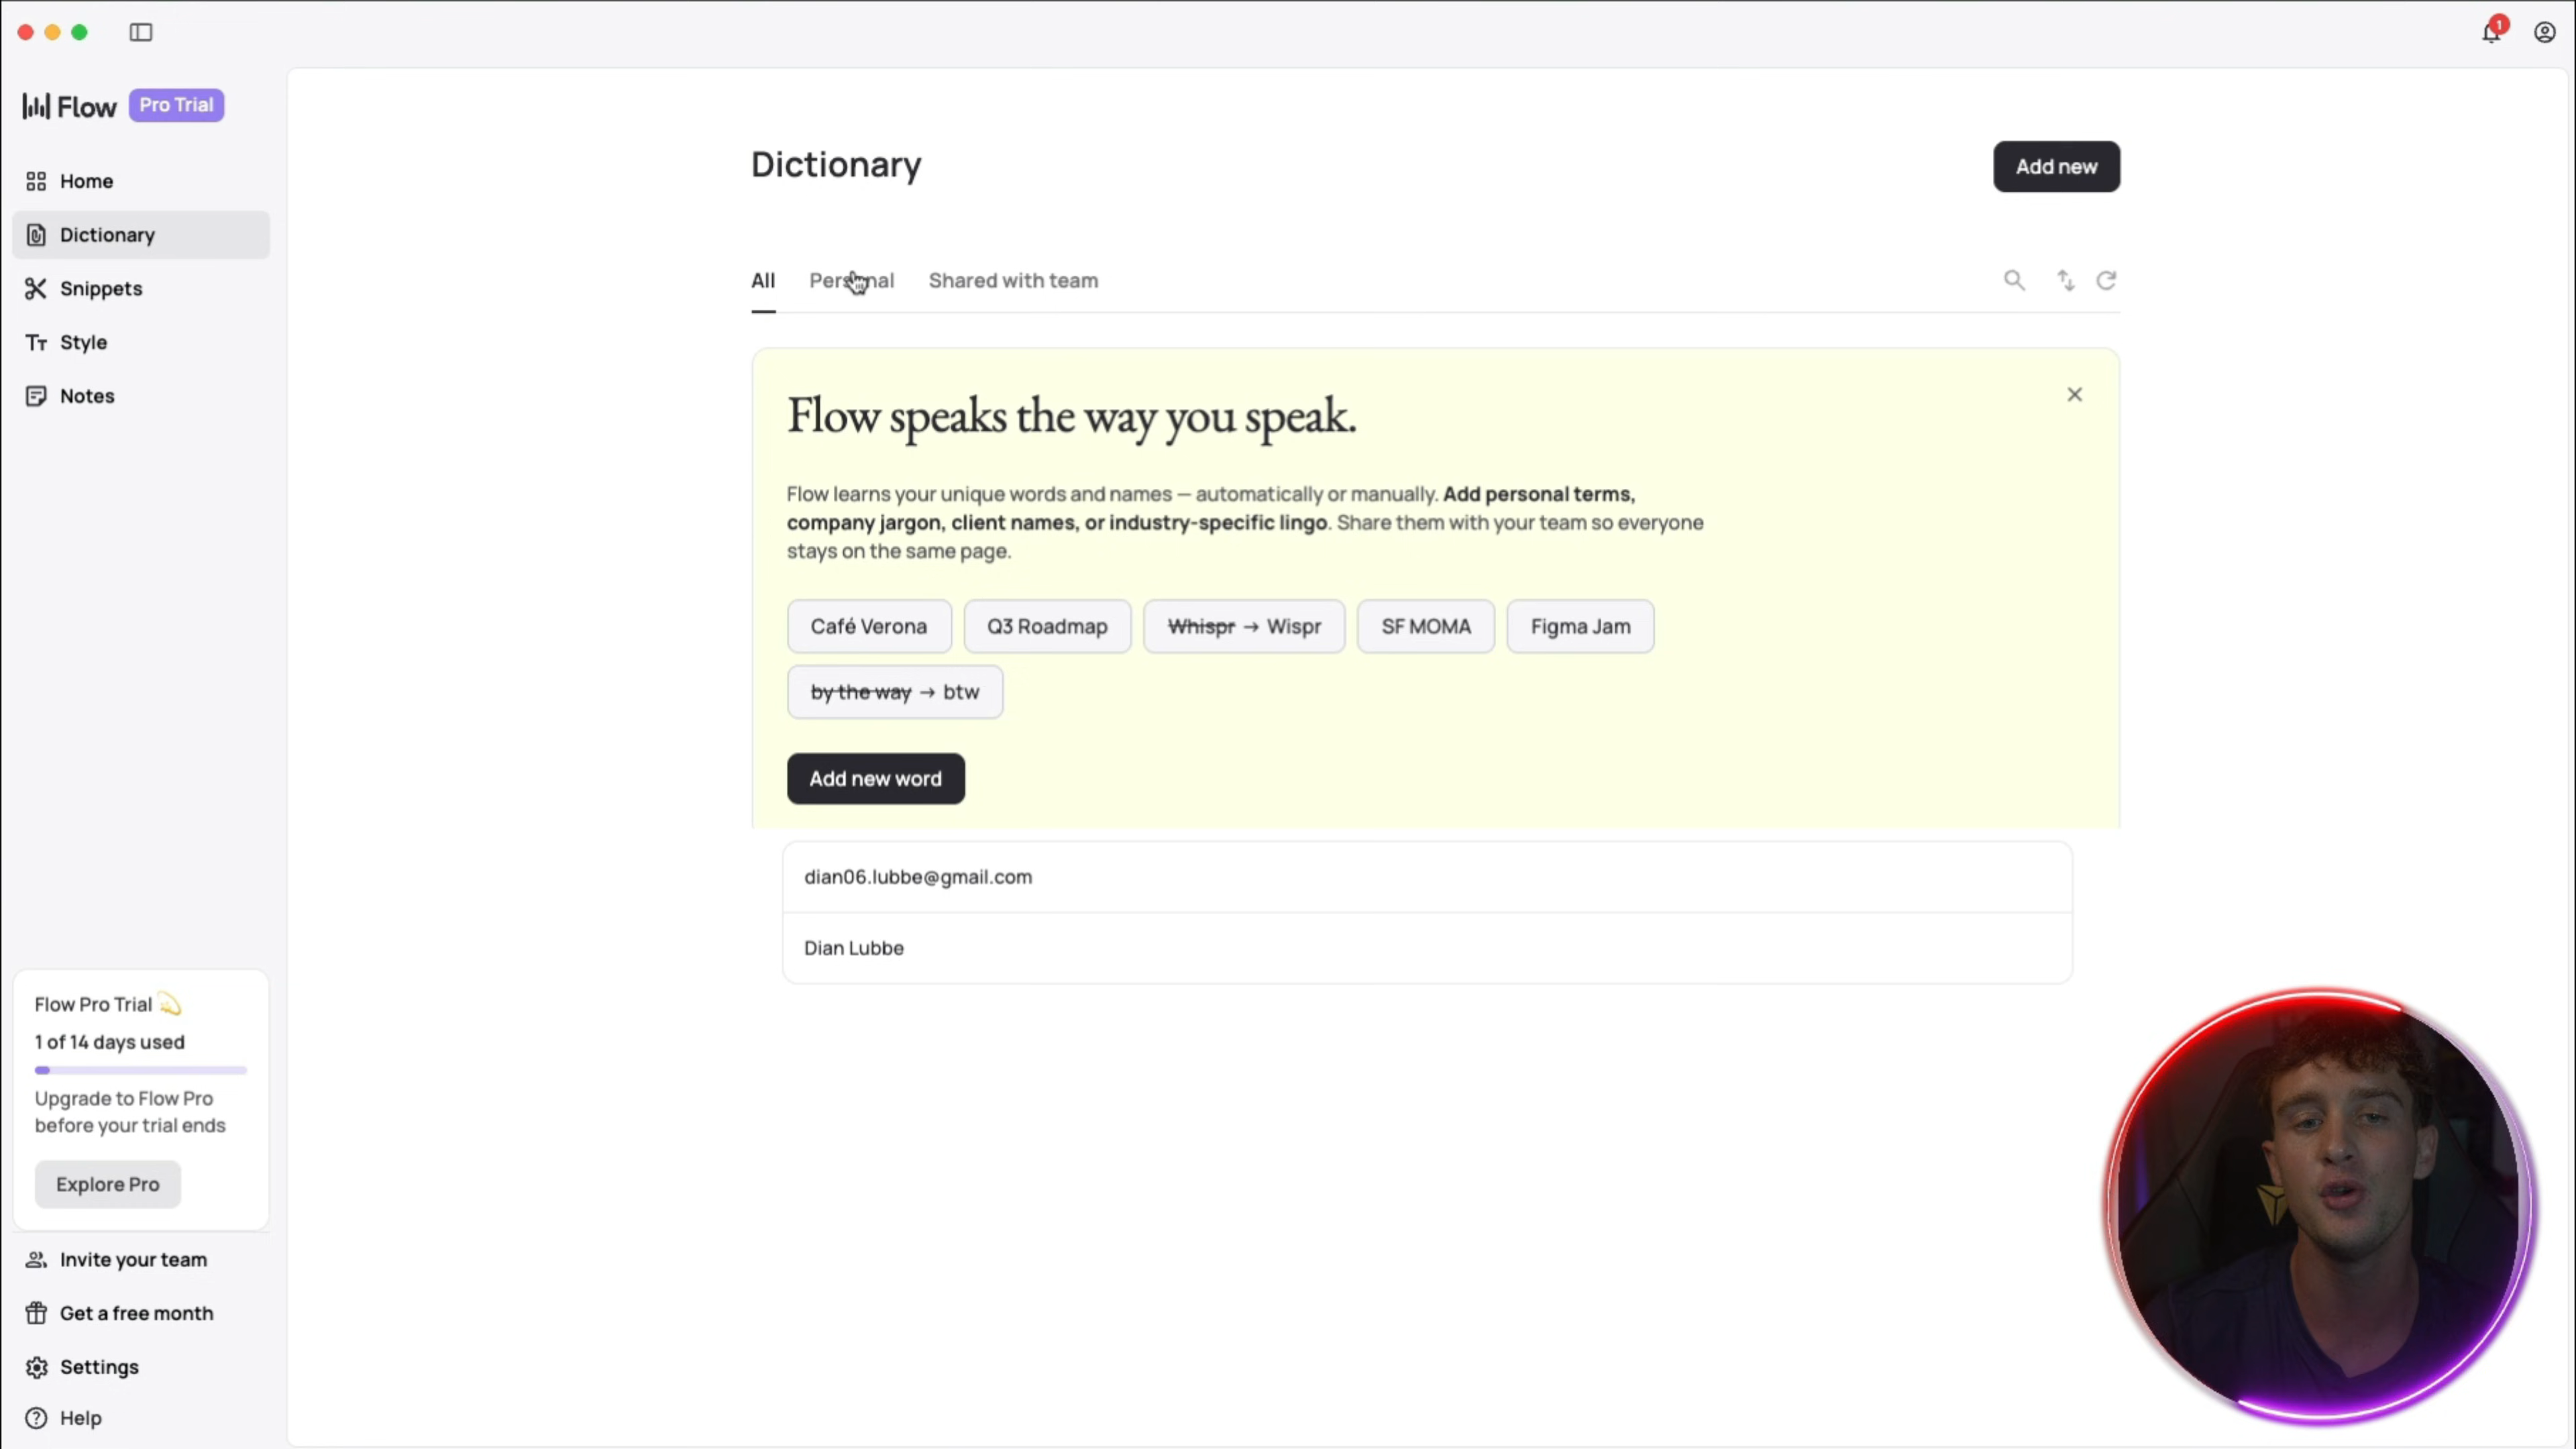 1
Flow Pro Trial
Home
Dictionary
Snippets
Style
Notes
Flow Pro Trial
1 of 14 days used
Upgrade to Flow Pro
before your trial ends
Explore Pro
Invite your team
Get a free month
Settings
Help
Dictionary
Add new
All Personal Shared with team
Flow speaks the way you speak.
Flow learns your unique words and names — automatically or manually. Add personal terms,
company jargon, client names, or industry-specific lingo. Share them with your team so everyone
stays on the same page.
Café Verona Q3 Roadmap Whispr → Wispr SF MOMA Figma Jam
by the way → btw
Add new word
dian06.lubbe@gmail.com
Dian Lubbe